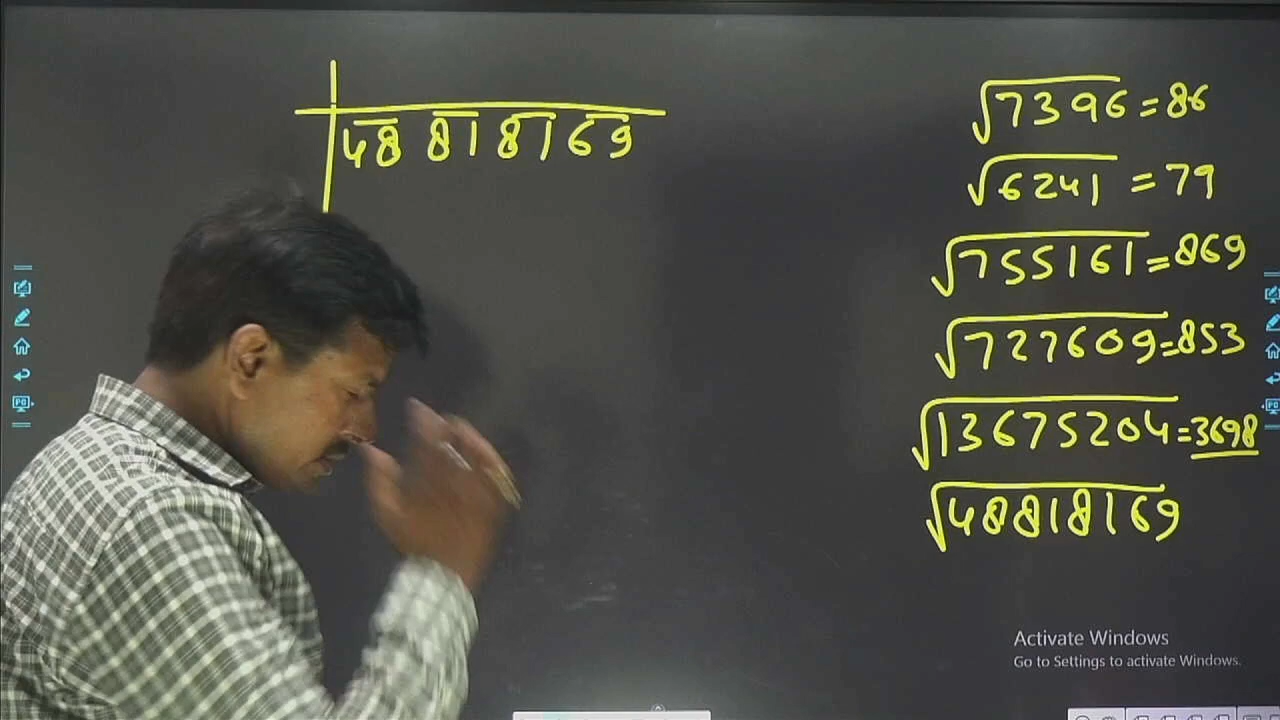 48 81 81 69
√7396 = 86
√6241 = 79
√755161 = 869
√727609 = 853
√13675204 = 3698
√48818169
Activate Windows
Go to Settings to activate Windows.